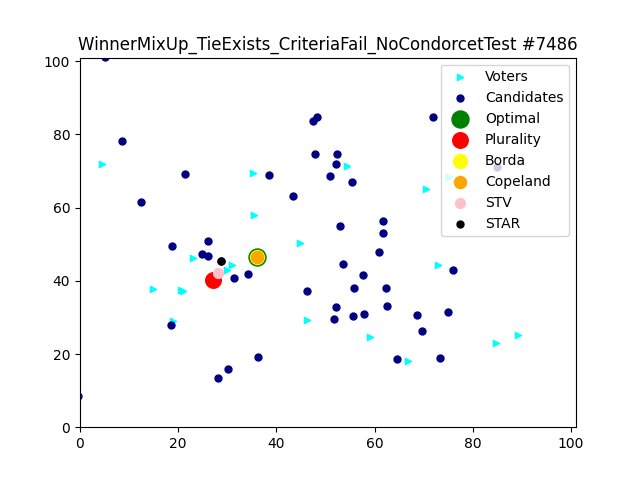 WinnerMixUp_TieExists_CriteriaFail_NoCondorcetTest #7486
100
80
60
40
20
0
0 20 40 60 80 100
Voters
Candidates
Optimal
Plurality
Borda
Copeland
STV
STAR